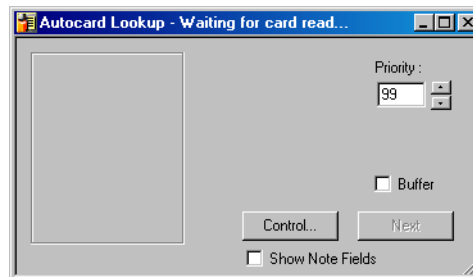 Autocard Lookup - Waiting for card read...
Priority :
99
Buffer
Control...
Next
Show Note Fields